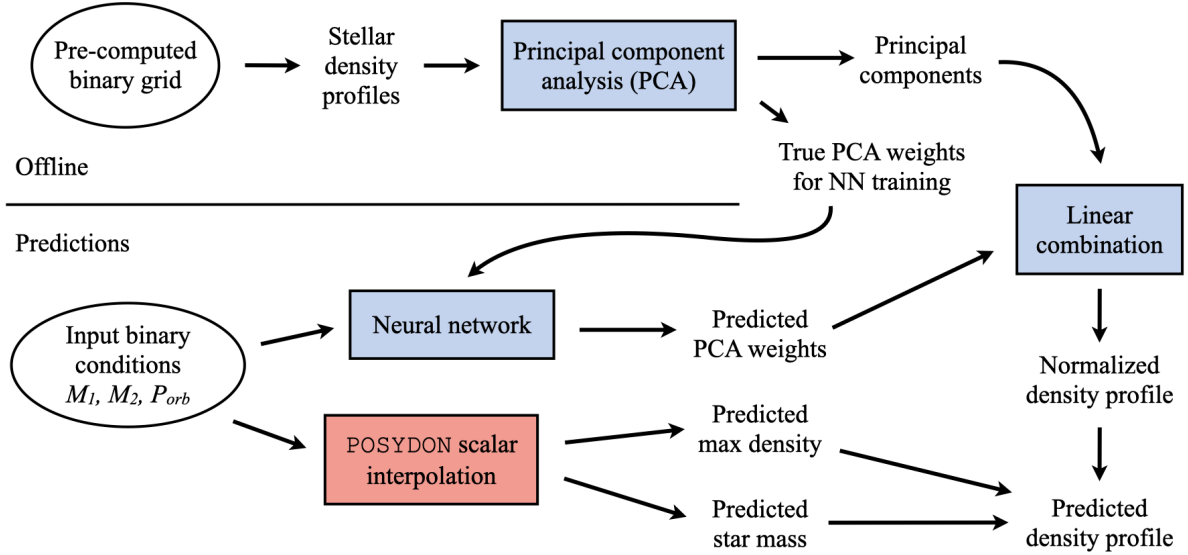 Pre-computed
binary grid
Stellar
density
profiles
Principal component
analysis (PCA)
Principal
components
True PCA weights
for NN training
Offline
Linear
combination
Predictions
Input binary
conditions
M1, M2, Porb
Neural network
Predicted
PCA weights
Normalized
density profile
POSYDON scalar
interpolation
Predicted
max density
Predicted
star mass
Predicted
density profile